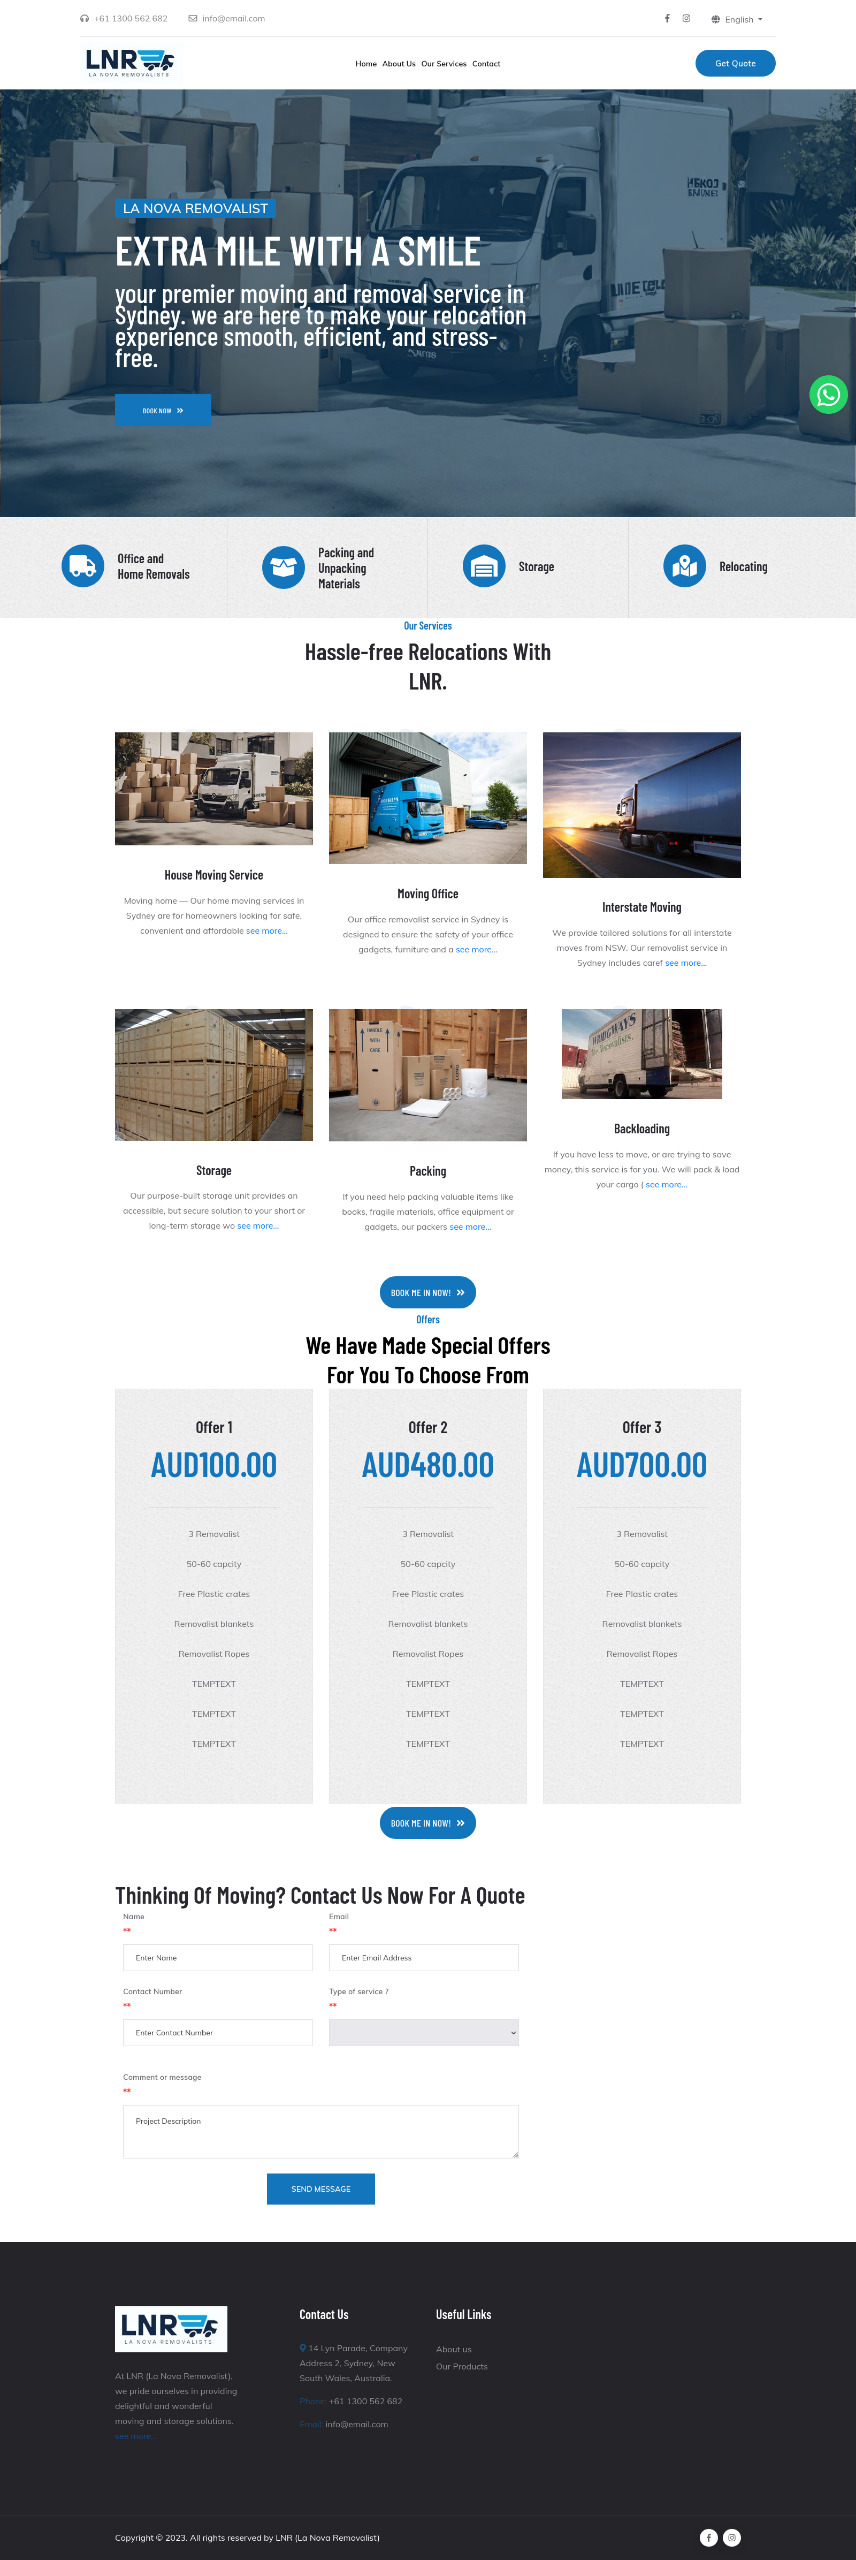 +61 1300 562 682
info@email.com
English
LNR
LA NOVA REMOVALISTS
Home
About Us
Our Services
Contact
Get Quote
LA NOVA REMOVALIST
EXTRA MILE WITH A SMILE
your premier moving and removal service in
Sydney. we are here to make your relocation
experience smooth, efficient, and stress-
free.
BOOK NOW
Office and
Home Removals
Packing and
Unpacking
Materials
Storage
Relocating
Our Services
Hassle-free Relocations With
LNR.
House Moving Service
Moving home — Our home moving services in
Sydney are for homeowners looking for safe,
convenient and affordable see more...
Moving Office
Our office removalist service in Sydney is
designed to ensure the safety of your office
gadgets, furniture and a see more...
Interstate Moving
We provide tailored solutions for all interstate
moves from NSW. Our removalist service in
Sydney includes caref see more...
HANDLE
WITH
CARE
Storage
Our purpose-built storage unit provides an
accessible, but secure solution to your short or
long-term storage wo see more...
Packing
If you need help packing valuable items like
books, fragile materials, office equipment or
gadgets, our packers see more...
Backloading
If you have less to move, or are trying to save
money, this service is for you. We will pack & load
your cargo ( see more...
BOOK ME IN NOW!
Offers
We Have Made Special Offers
For You To Choose From
Offer 1
AUD100.00
3 Removalist
50-60 capcity
Free Plastic crates
Removalist blankets
Removalist Ropes
TEMPTEXT
TEMPTEXT
TEMPTEXT
Offer 2
AUD480.00
3 Removalist
50-60 capcity
Free Plastic crates
Removalist blankets
Removalist Ropes
TEMPTEXT
TEMPTEXT
TEMPTEXT
Offer 3
AUD700.00
3 Removalist
50-60 capcity
Free Plastic crates
Removalist blankets
Removalist Ropes
TEMPTEXT
TEMPTEXT
TEMPTEXT
BOOK ME IN NOW!
Thinking Of Moving? Contact Us Now For A Quote
Name
**
Enter Name
Email
**
Enter Email Address
Contact Number
**
Enter Contact Number
Type of service ?
**
Comment or message
**
Project Description
SEND MESSAGE
LNR
LA NOVA REMOVALISTS
At LNR (La Nova Removalist),
we pride ourselves in providing
delightful and wonderful
moving and storage solutions.
see more...
Contact Us
14 Lyn Parade, Company
Address 2, Sydney, New
South Wales, Australia.
Phone: +61 1300 562 682
Email: info@email.com
Useful Links
About us
Our Products
Copyright © 2023. All rights reserved by LNR (La Nova Removalist)